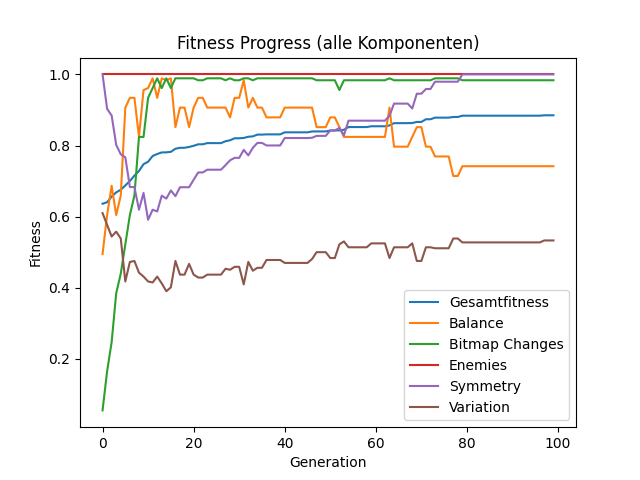 Fitness Progress (alle Komponenten)
1.0
0.8
0.6
0.4
0.2
Fitness
0 20 40 60 80 100
Generation
Gesamtfitness
Balance
Bitmap Changes
Enemies
Symmetry
Variation